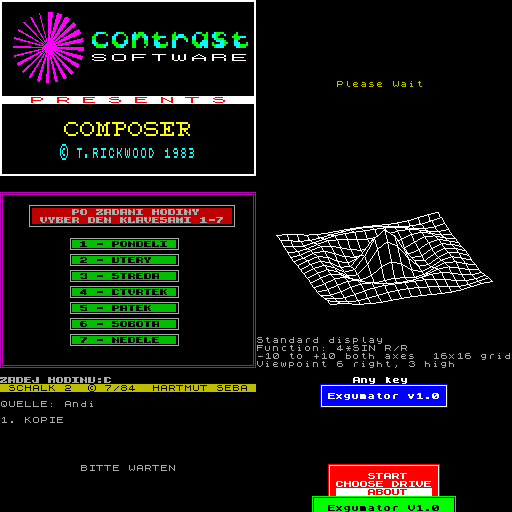 contrast
SOFTWARE
PRESENTS
COMPOSER
© T.RICKWOOD 1983
Please Wait
PO ZADANI HODINY
VYBER DEN KLAVESAMI 1-7
1 - PONDELI
2 - UTERY
3 - STREDA
4 - CTVRTEK
5 - PATEK
6 - SOBOTA
7 - NEDELE
ZADEJ HODINU:C
Standard display
Function: 4*SIN R/R
-10 to +10 both axes 16x16 grid
Viewpoint 6 right, 3 high
SCHALK 2 © 7/84 HARTMUT SEBA
QUELLE: Andi
1. KOPIE
BITTE WARTEN
Any key
Exgumator v1.0
START
CHOOSE DRIVE
ABOUT
Exgumator V1.0